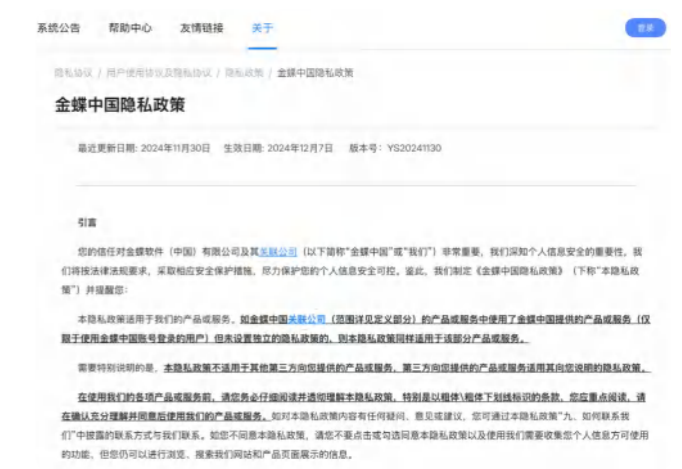 系统公告 帮助中心 友情链接 关于 登录
隐私协议 / 用户使用协议及隐私协议 / 隐私政策 / 金蝶中国隐私政策
金蝶中国隐私政策
最近更新日期: 2024年11月30日 生效日期: 2024年12月7日 版本号: YS20241130
引言
您的信任对金蝶软件（中国）有限公司及其关联公司（以下简称“金蝶中国”或“我们”）非常重要，我们深知个人信息安全的重要性，我
们将按法律法规要求，采取相应安全保护措施，尽力保护您的个人信息安全可控。鉴此，我们制定《金蝶中国隐私政策》（下称“本隐私政
策”）并提醒您：
本隐私政策适用于我们的产品或服务。如金蝶中国关联公司（范围详见定义部分）的产品或服务中使用了金蝶中国提供的产品或服务（仅
限于使用金蝶中国账号登录的用户）但未设置独立的隐私政策的，则本隐私政策同样适用于该部分产品或服务。
需要特别说明的是，本隐私政策不适用于其他第三方向您提供的产品或服务，第三方向您提供的产品或服务适用其向您说明的隐私政策。
在使用我们的各项产品或服务前，请您务必仔细阅读并透彻理解本隐私政策，特别是以粗体\粗体下划线标识的条款，您应重点阅读，请
在确认充分理解并同意后使用我们的产品或服务。如对本隐私政策内容有任何疑问、意见或建议，您可通过本隐私政策“九、如何联系我
们”中披露的联系方式与我们联系。如您不同意本隐私政策，请您不要点击或勾选同意本隐私政策以及使用我们需要收集您个人信息方可使用
的功能，但您仍可以进行浏览、搜索我们网站和产品页面展示的信息。